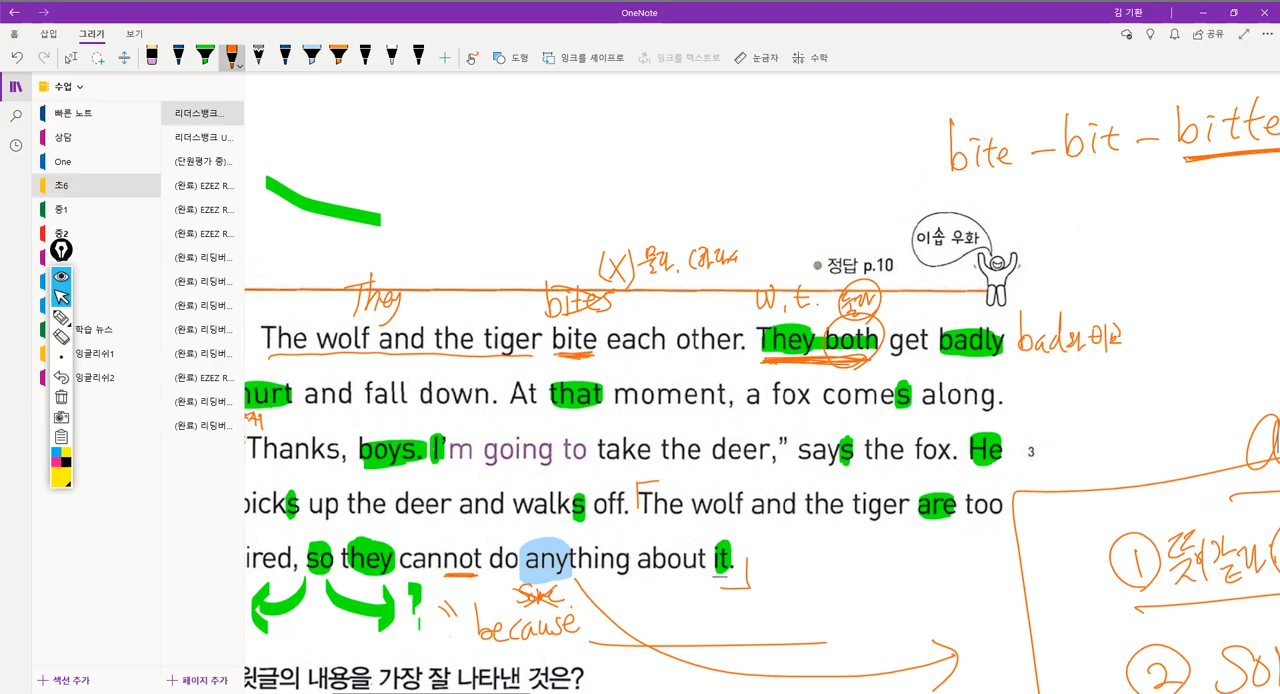 OneNote
김 기환
홈 삽입 그리기 보기
공유
도형 잉크를 셰이프로 잉크를 텍스트로 눈금자 수학
수업
빠른 노트
상담
One
초6
중1
중2
학습 뉴스
잉글리쉬1
잉글리쉬2
섹션 추가
리더스뱅크...
리더스뱅크 U...
(단원평가 중)...
(완료) EZEZ R...
(완료) EZEZ R...
(완료) EZEZ R...
(완료) 리딩버...
(완료) 리딩버...
(완료) 리딩버...
(완료) 리딩버...
(완료) 리딩버...
(완료) EZEZ R...
(완료) 리딩버...
(완료) 리딩버...
페이지 추가
bite - bit - bitte
이솝 우화
정답 p.10
They bites (X) w, t.
The wolf and the tiger bite each other. They both get badly
hurt and fall down. At that moment, a fox comes along.
"Thanks, boys. I'm going to take the deer," says the fox. He
3
picks up the deer and walks off. The wolf and the tiger are too
ired, so they cannot do anything about it.
because
① 뜻이 같다
② So
윗글의 내용을 가장 잘 나타낸 것은?